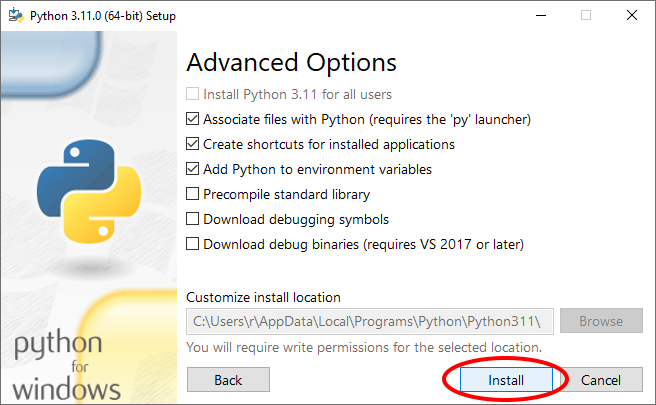 Python 3.11.0 (64-bit) Setup
Advanced Options
Install Python 3.11 for all users
Associate files with Python (requires the 'py' launcher)
Create shortcuts for installed applications
Add Python to environment variables
Precompile standard library
Download debugging symbols
Download debug binaries (requires VS 2017 or later)
Customize install location
C:\Users\r\AppData\Local\Programs\Python\Python311\
Browse
You will require write permissions for the selected location.
python
for
windows
Back
Install
Cancel